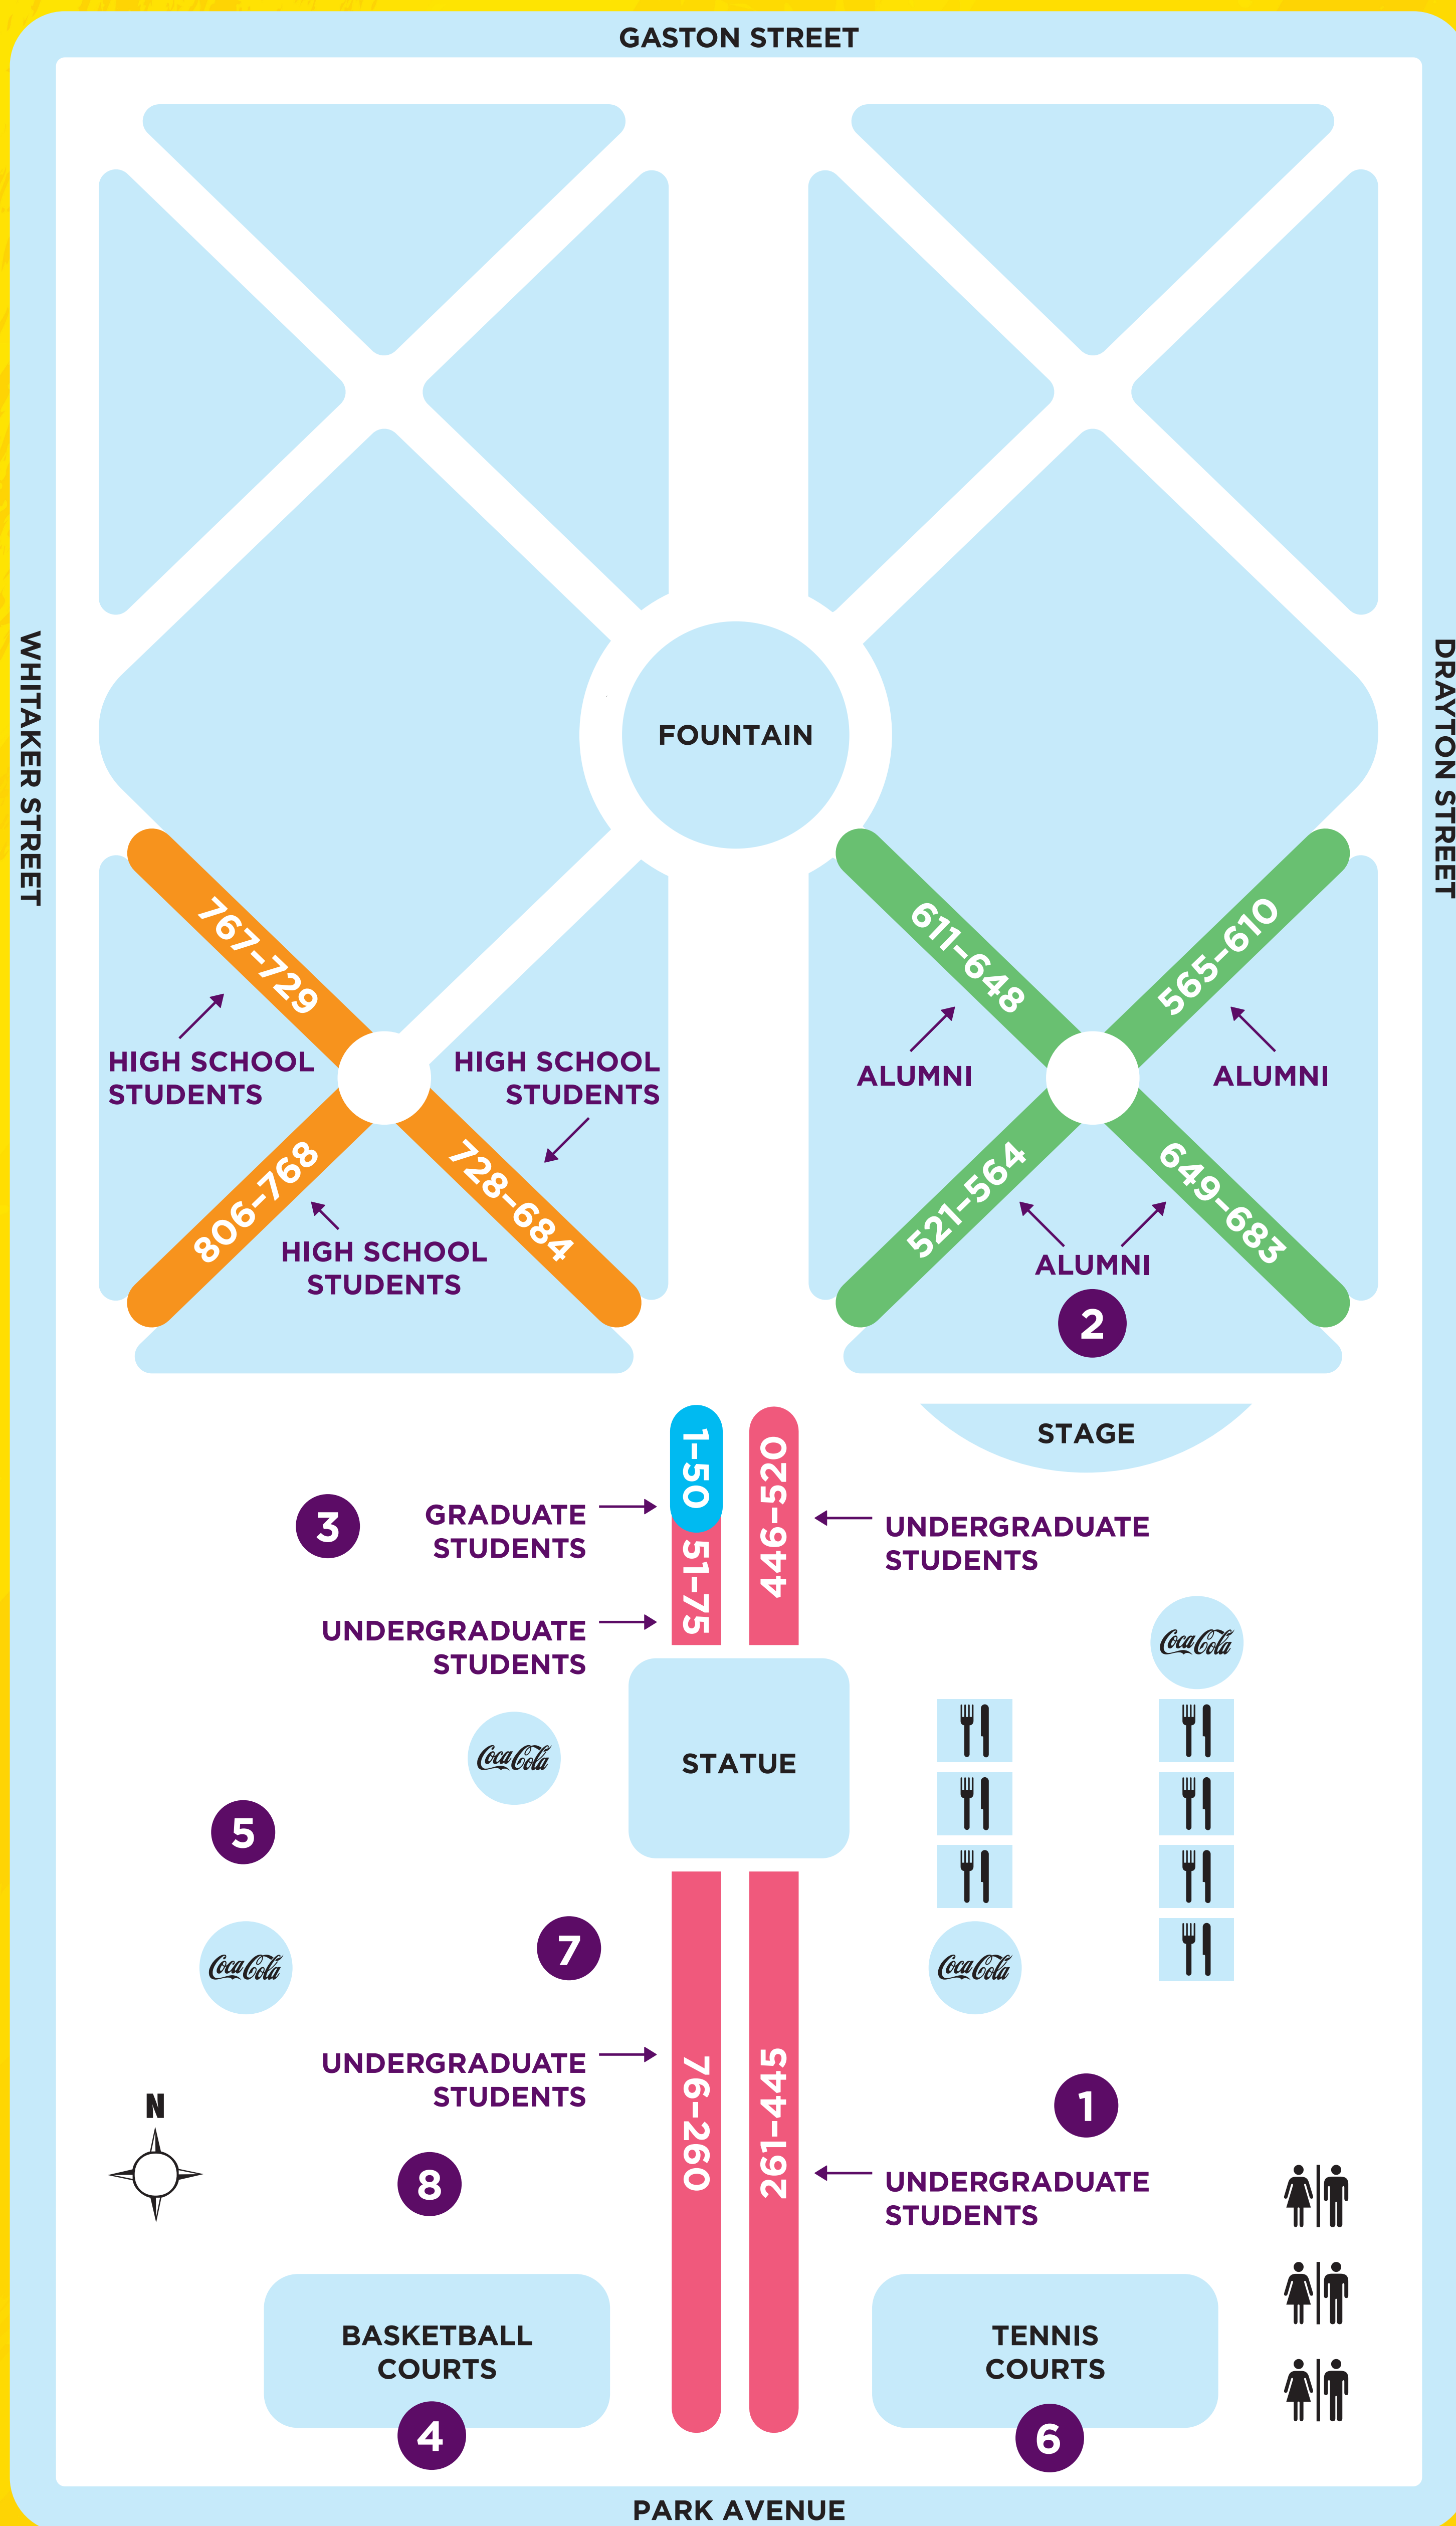 GASTON STREET
WHITAKER STREET
DRAYTON STREET
FOUNTAIN
767-729
611-648
565-610
HIGH SCHOOL
STUDENTS
HIGH SCHOOL
STUDENTS
ALUMNI
ALUMNI
806-768
728-684
521-564
649-683
HIGH SCHOOL
STUDENTS
ALUMNI
2
STAGE
1-50
446-520
3
GRADUATE
STUDENTS
UNDERGRADUATE
STUDENTS
51-75
UNDERGRADUATE
STUDENTS
Coca Cola
Coca Cola
STATUE
5
7
Coca Cola
Coca Cola
UNDERGRADUATE
STUDENTS
76-260
261-445
1
N
8
UNDERGRADUATE
STUDENTS
BASKETBALL
COURTS
TENNIS
COURTS
4
6
PARK AVENUE